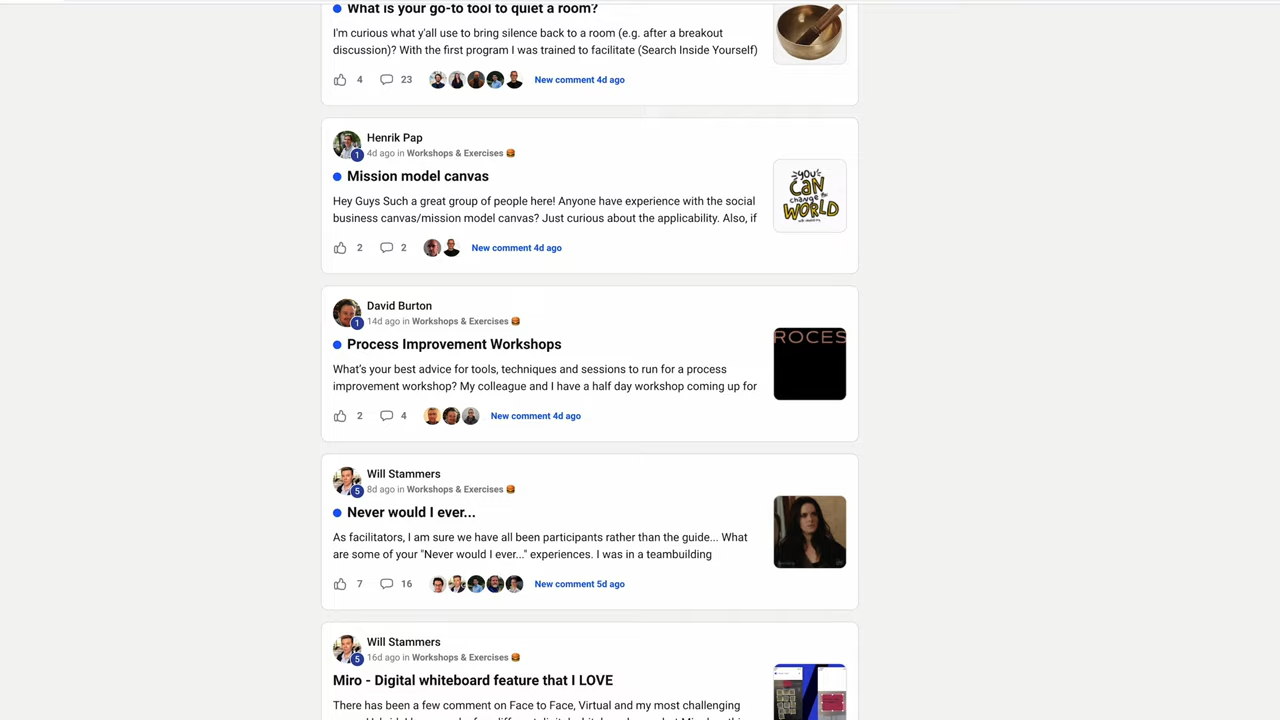 What is your go-to tool to quiet a room?
I'm curious what y'all use to bring silence back to a room (e.g. after a breakout
discussion)? With the first program I was trained to facilitate (Search Inside Yourself)
4 23 New comment 4d ago
Henrik Pap
1 4d ago in Workshops & Exercises 🍔
Mission model canvas
Hey Guys Such a great group of people here! Anyone have experience with the social
business canvas/mission model canvas? Just curious about the applicability. Also, if
YOU
CAN
change the
WORLD
2 2 New comment 4d ago
David Burton
1 14d ago in Workshops & Exercises 🍔
Process Improvement Workshops
ROCES
What's your best advice for tools, techniques and sessions to run for a process
improvement workshop? My colleague and I have a half day workshop coming up for
2 4 New comment 4d ago
Will Stammers
5 8d ago in Workshops & Exercises 🍔
Never would I ever...
As facilitators, I am sure we have all been participants rather than the guide... What
are some of your "Never would I ever..." experiences. I was in a teambuilding
7 16 New comment 5d ago
Will Stammers
5 16d ago in Workshops & Exercises 🍔
Miro - Digital whiteboard feature that I LOVE
There has been a few comment on Face to Face, Virtual and my most challenging